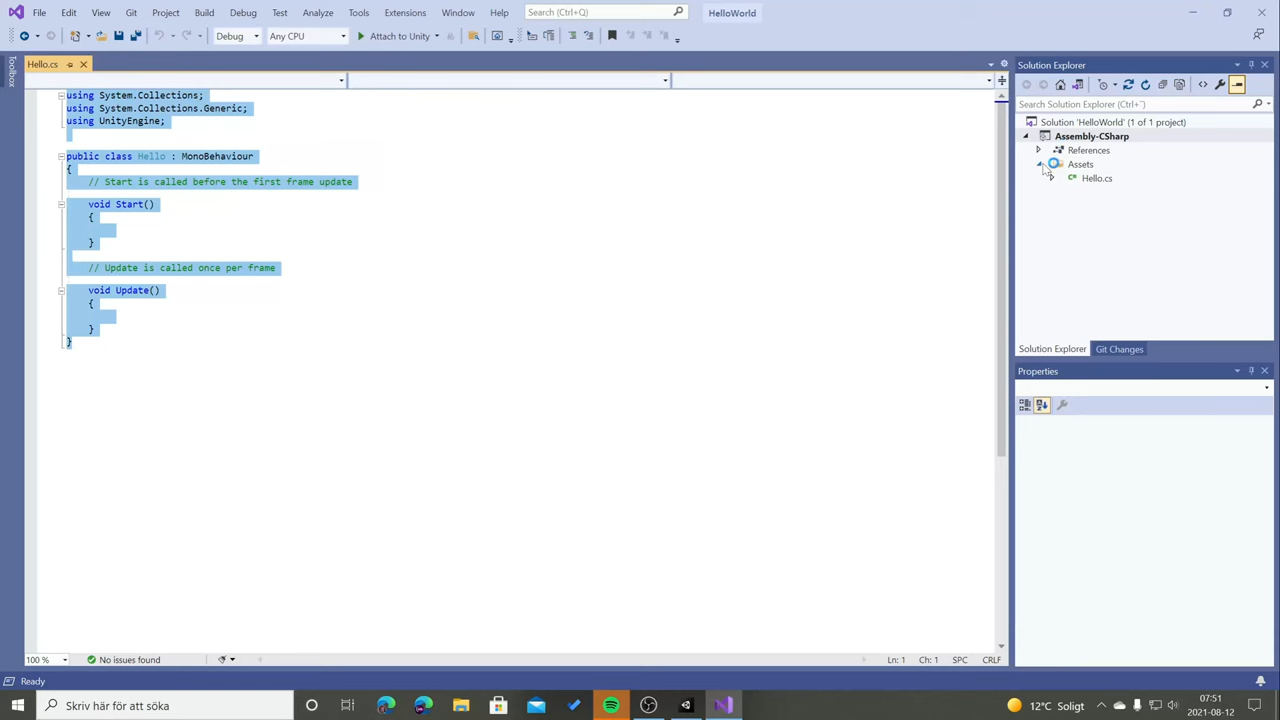 File Edit View Git Project Build Debug Test Analyze Tools Extensions Window Help Search (Ctrl+Q) HelloWorld
Debug Any CPU Attach to Unity
Toolbox
Hello.cs
using System.Collections;
using System.Collections.Generic;
using UnityEngine;
public class Hello : MonoBehaviour
{
// Start is called before the first frame update
void Start()
{
}
// Update is called once per frame
void Update()
{
}
}
100 % No issues found Ln: 1 Ch: 1 SPC CRLF
Solution Explorer
Search Solution Explorer (Ctrl+¨)
Solution 'HelloWorld' (1 of 1 project)
Assembly-CSharp
References
Assets
C# Hello.cs
Solution Explorer Git Changes
Properties
Ready
Skriv här för att söka
12°C Soligt
07:51
2021-08-12